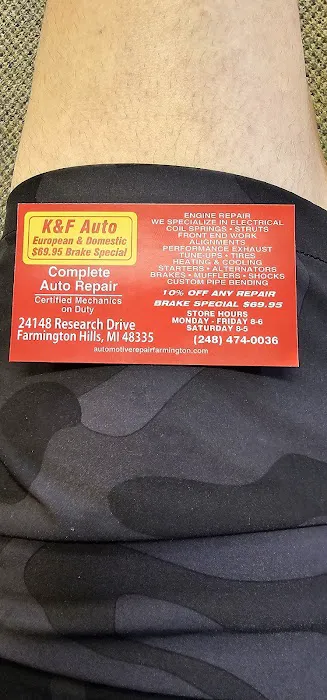 K&F Auto
European & Domestic
$69.95 Brake Special
Complete
Auto Repair
Certified Mechanics
on Duty
24148 Research Drive
Farmington Hills, MI 48335
ENGINE REPAIR
WE SPECIALIZE IN ELECTRICAL
COIL SPRINGS • STRUTS
FRONT END WORK
ALIGNMENTS
PERFORMANCE EXHAUST
TUNE-UPS • TIRES
HEATING & COOLING
STARTERS • ALTERNATORS
BRAKES • MUFFLERS • SHOCKS
CUSTOM PIPE BENDING
10% OFF ANY REPAIR
BRAKE SPECIAL $69.95
STORE HOURS
MONDAY - FRIDAY 8-6
SATURDAY 8-5
(248) 474-0036
automotiverepairfarmington.com